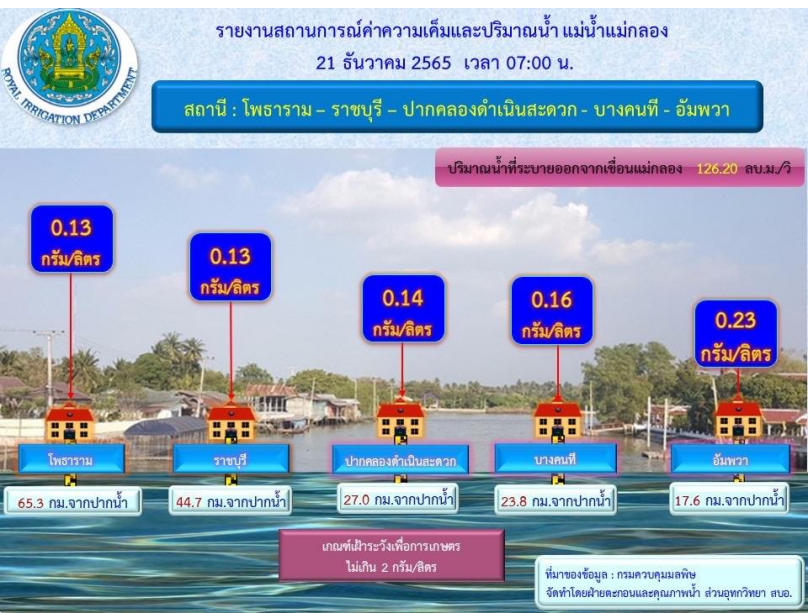 รายงานสถานการณ์ค่าความเค็มและปริมาณน้ำ แม่น้ำแม่กลอง
21 ธันวาคม 2565 เวลา 07:00 น.
ROYAL IRRIGATION DEPARTMENT
สถานี : โพธาราม – ราชบุรี – ปากคลองดำเนินสะดวก - บางคนที - อัมพวา
ปริมาณน้ำที่ระบายออกจากเขื่อนแม่กลอง 126.20 ลบ.ม./วิ
0.13
กรัม/ลิตร
0.13
กรัม/ลิตร
0.14
กรัม/ลิตร
0.16
กรัม/ลิตร
0.23
กรัม/ลิตร
โพธาราม
ราชบุรี
ปากคลองดำเนินสะดวก
บางคนที
อัมพวา
65.3 กม.จากปากน้ำ
44.7 กม.จากปากน้ำ
27.0 กม.จากปากน้ำ
23.8 กม.จากปากน้ำ
17.6 กม.จากปากน้ำ
เกณฑ์เฝ้าระวังเพื่อการเกษตร
ไม่เกิน 2 กรัม/ลิตร
ที่มาของข้อมูล : กรมควบคุมมลพิษ
จัดทำโดยฝ่ายตะกอนและคุณภาพน้ำ ส่วนอุทกวิทยา สบอ.